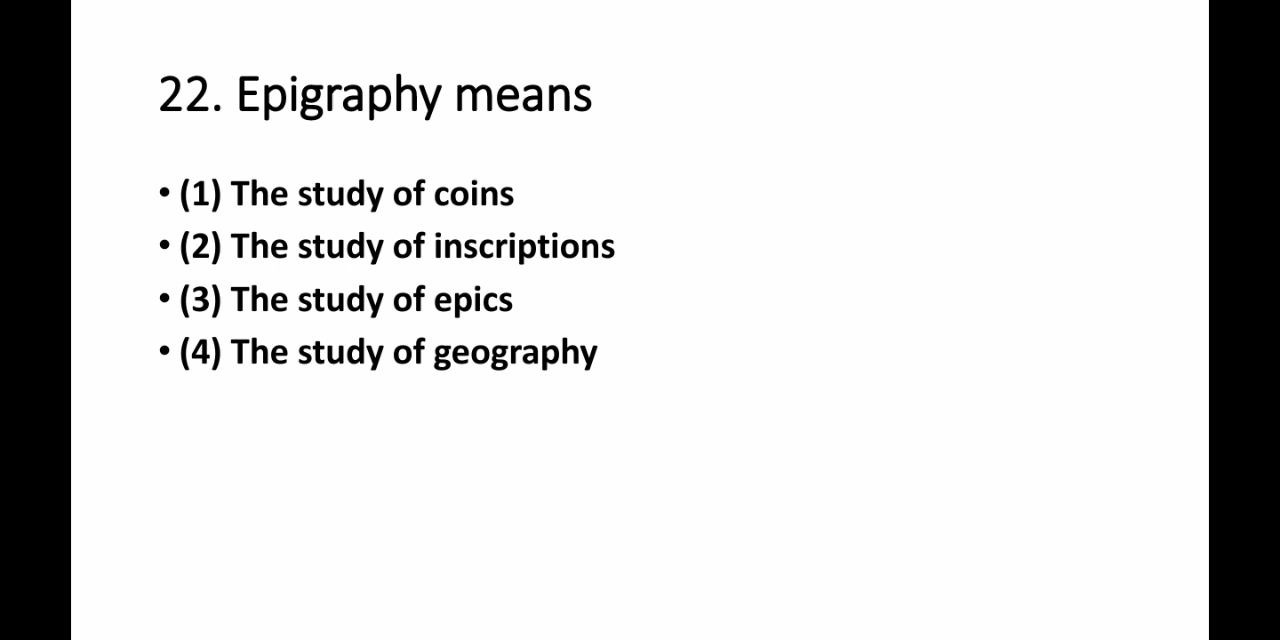 22. Epigraphy means
• (1) The study of coins
• (2) The study of inscriptions
• (3) The study of epics
• (4) The study of geography